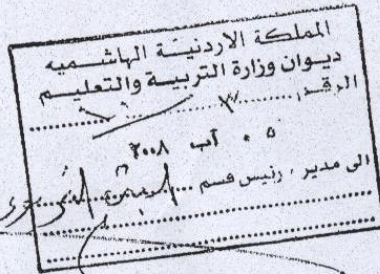 المملكة الاردنية الهاشميه
ديوان وزارة التربية والتعليم
الرقم
٠٥ آب ٢٠٠٨
الى مدير . رئيس قسم